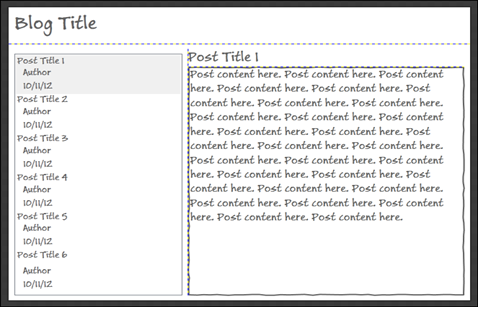 Blog Title
Post Title 1
Author
10/11/12
Post Title 2
Author
10/11/12
Post Title 3
Author
10/11/12
Post Title 4
Author
10/11/12
Post Title 5
Author
10/11/12
Post Title 6
Author
10/11/12
Post Title 1
Post content here. Post content here. Post content
here. Post content here. Post content here. Post
content here. Post content here. Post content here.
Post content here. Post content here. Post content
here. Post content here. Post content here. Post
content here. Post content here. Post content here.
Post content here. Post content here. Post content
here. Post content here. Post content here. Post
content here. Post content here. Post content here.
Post content here. Post content here. Post content
here. Post content here. Post content here.